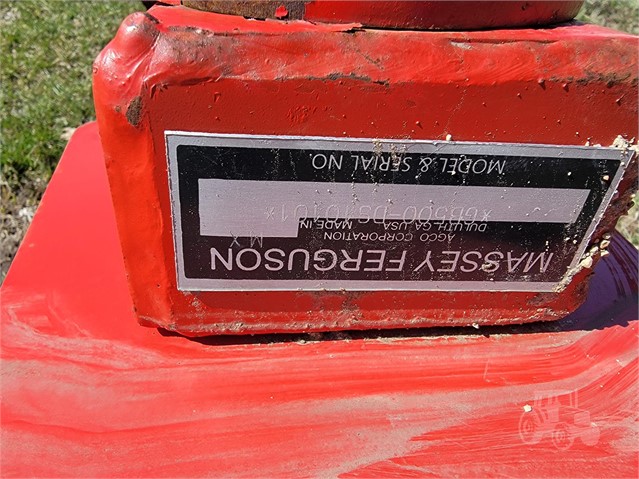 MASSEY FERGUSON
AGCO CORPORATION MADE IN MX
DULUTH GA USA
MODEL & SERIAL NO.